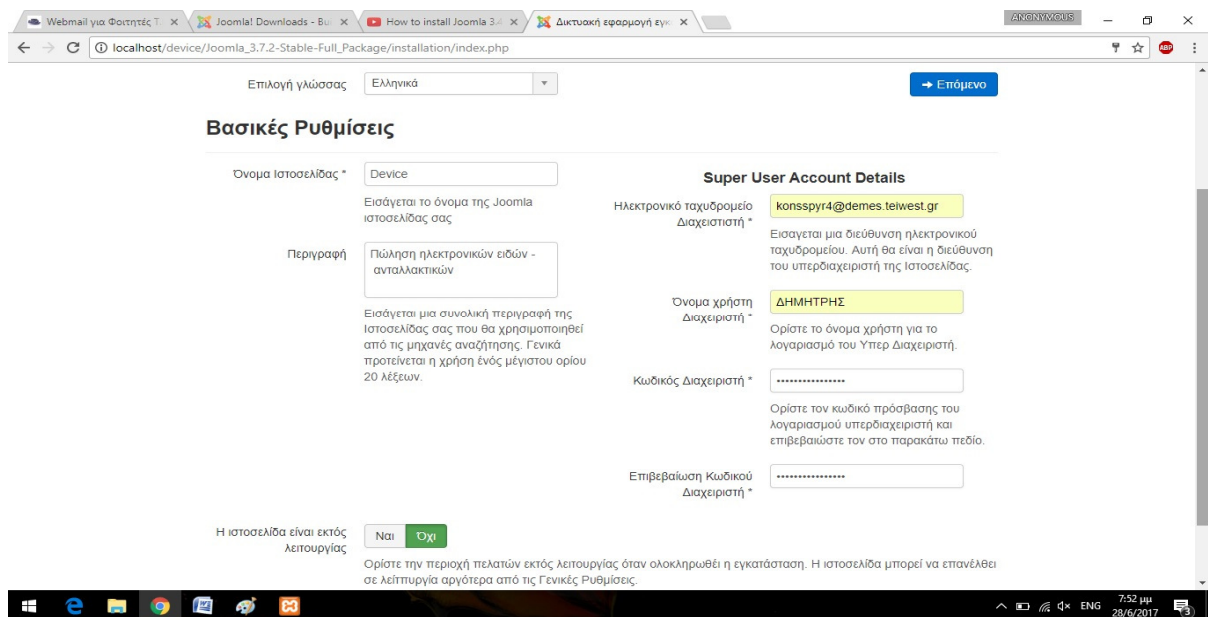 Webmail για Φοιτητές Τ
Joomla! Downloads - Bui
How to install Joomla 3.
Δικτυακή εφαρμογή εγκ
ANONYMOUS
localhost/device/Joomla_3.7.2-Stable-Full_Package/installation/index.php
ABP
Επιλογή γλώσσας
Ελληνικά
Επόμενο
Βασικές Ρυθμίσεις
Όνομα Ιστοσελίδας *
Device
Εισάγεται το όνομα της Joomla
ιστοσελίδας σας
Περιγραφή
Πώληση ηλεκτρονικών ειδών -
ανταλλακτικών
Εισάγεται μια συνολική περιγραφή της
Ιστοσελίδας σας που θα χρησιμοποιηθεί
από τις μηχανές αναζήτησης. Γενικά
προτείνεται η χρήση ένός μέγιστου ορίου
20 λέξεων.
Super User Account Details
Ηλεκτρονικό ταχυδρομείο
Διαχειστιστή *
konsspyr4@demes.teiwest.gr
Εισαγεται μια διεύθυνση ηλεκτρονικού
ταχυδρομείου. Αυτή θα είναι η διεύθυνση
του υπερδιαχειριστή της Ιστοσελίδας.
Όνομα χρήστη
Διαχειριστή *
ΔΗΜΗΤΡΗΣ
Ορίστε το όνομα χρήστη για το
λογαριασμό του Υπερ Διαχειριστή.
Κωδικός Διαχειριστή *
••••••••••••••••
Ορίστε τον κωδικό πρόσβασης του
λογαριασμού υπερδιαχειριστή και
επιβεβαιώστε τον στο παρακάτω πεδίο.
Επιβεβαίωση Κωδικού
Διαχειριστή *
••••••••••••••••
Η ιστοσελίδα είναι εκτός
λειτουργίας
Ναι Όχι
Ορίστε την περιοχή πελατών εκτός λειτουργίας όταν ολοκληρωθέι η εγκατάσταση. Η ιστοσελίδα μπορεί να επανέλθει
σε λείτπυργία αργότερα από τις Γενικές Ρυθμίσεις.
ENG
7:52 μμ
28/6/2017
3